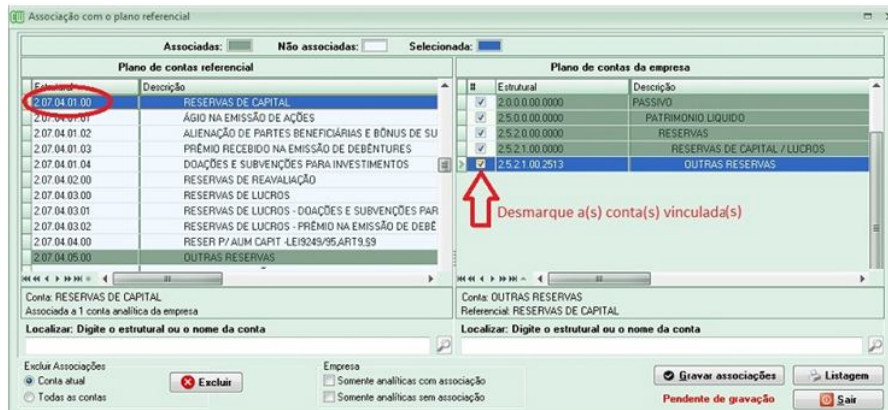 Associação com o plano referencial
Associadas: Não associadas: Selecionada:
Plano de contas referencial
Estrutural Descrição
2.07.04.01.00 RESERVAS DE CAPITAL
2.07.04.01.01 ÁGIO NA EMISSÃO DE AÇÕES
2.07.04.01.02 ALIENAÇÃO DE PARTES BENEFICIÁRIAS E BÔNUS DE SU
2.07.04.01.03 PRÊMIO RECEBIDO NA EMISSÃO DE DEBÊNTURES
2.07.04.01.04 DOAÇÕES E SUBVENÇÕES PARA INVESTIMENTOS
2.07.04.02.00 RESERVAS DE REAVALIAÇÃO
2.07.04.03.00 RESERVAS DE LUCROS
2.07.04.03.01 RESERVAS DE LUCROS - DOAÇÕES E SUBVENÇÕES PAR
2.07.04.03.02 RESERVAS DE LUCROS - PRÊMIO NA EMISSÃO DE DEBÊ
2.07.04.04.00 RESER P/ AUM CAPIT -LEI9249/95,ART9,§9
2.07.04.05.00 OUTRAS RESERVAS
Conta: RESERVAS DE CAPITAL
Associada a 1 conta analítica da empresa
Localizar: Digite o estrutural ou o nome da conta
Plano de contas da empresa
# Estrutural Descrição
2.0.0.0.00.0000 PASSIVO
2.5.0.0.00.0000 PATRIMONIO LIQUIDO
2.5.2.0.00.0000 RESERVAS
2.5.2.1.00.0000 RESERVAS DE CAPITAL / LUCROS
2.5.2.1.00.2513 OUTRAS RESERVAS
Desmarque a(s) conta(s) vinculada(s)
Conta: OUTRAS RESERVAS
Referencial: RESERVAS DE CAPITAL
Localizar: Digite o estrutural ou o nome da conta
Excluir Associações
Conta atual
Todas as contas
Excluir
Empresa
Somente analíticas com associação
Somente analíticas sem associação
Gravar associações
Listagem
Pendente de gravação
Sair